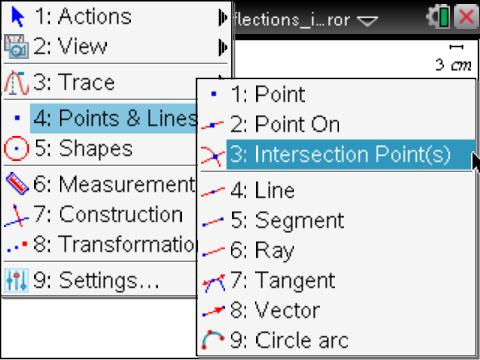 1: Actions
2: View
3: Trace
4: Points & Lines
5: Shapes
6: Measurement
7: Construction
8: Transformatio
9: Settings...
flections_i...ror
3 cm
1: Point
2: Point On
3: Intersection Point(s)
4: Line
5: Segment
6: Ray
7: Tangent
8: Vector
9: Circle arc